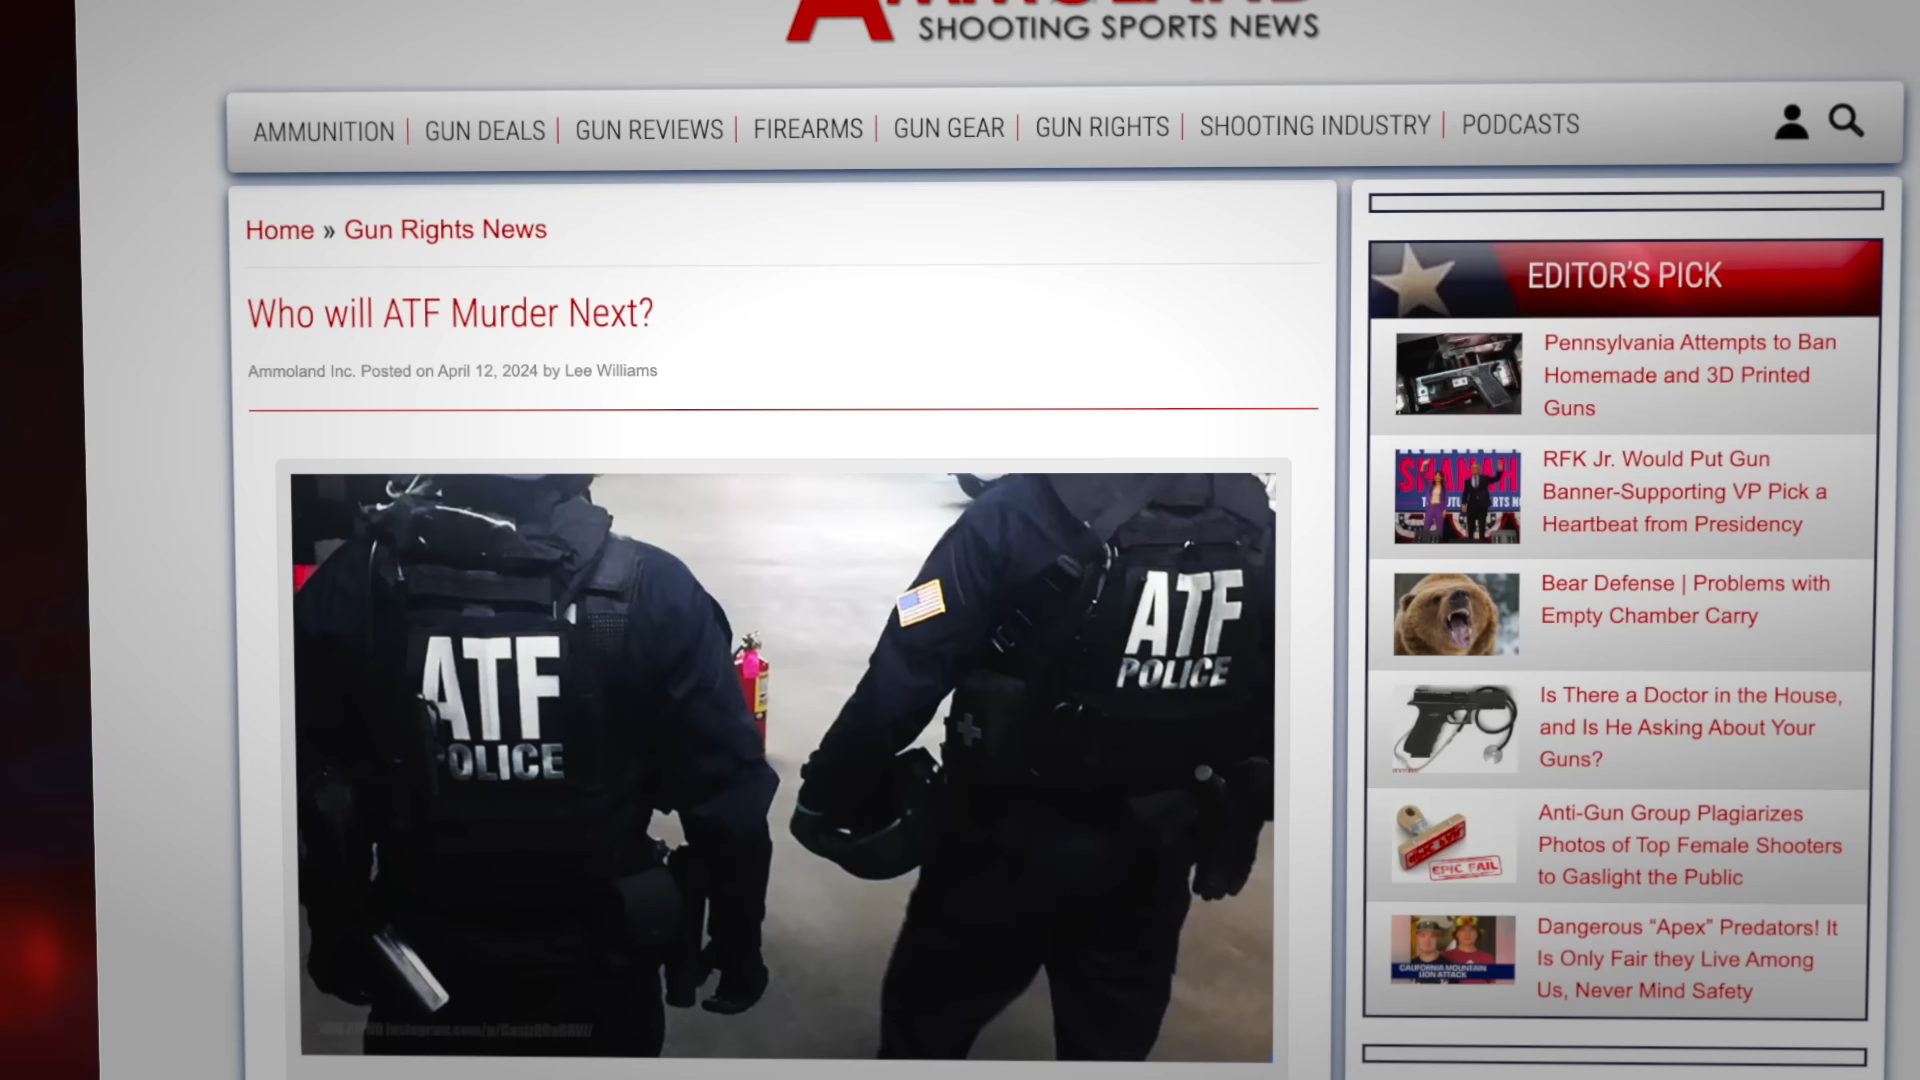 SHOOTING SPORTS NEWS
AMMUNITION
GUN DEALS
GUN REVIEWS
FIREARMS
GUN GEAR
GUN RIGHTS
SHOOTING INDUSTRY
PODCASTS
Home » Gun Rights News
Who will ATF Murder Next?
Ammoland Inc. Posted on April 12, 2024 by Lee Williams
ATF
POLICE
ATF
POLICE
EDITOR'S PICK
Pennsylvania Attempts to Ban
Homemade and 3D Printed
Guns
RFK Jr. Would Put Gun
Banner-Supporting VP Pick a
Heartbeat from Presidency
Bear Defense | Problems with
Empty Chamber Carry
Is There a Doctor in the House,
and Is He Asking About Your
Guns?
Anti-Gun Group Plagiarizes
Photos of Top Female Shooters
to Gaslight the Public
EPIC FAIL
Dangerous “Apex” Predators! It
Is Only Fair they Live Among
Us, Never Mind Safety
CALIFORNIA MOUNTAIN
LION ATTACK